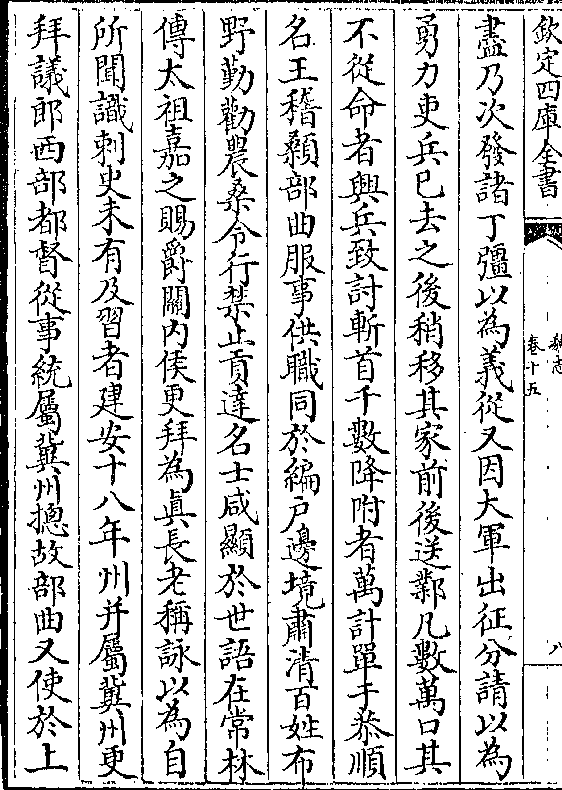 欽定四庫全書
魏志
卷十五
八
盡乃次發諸丁彊以為義從又因大軍出征分請以為
勇力吏兵已去之後稍移其家前後送鄴凡數萬口其
不從命者興兵致討斬首千數降附者萬計單于恭順
名王稽顙部曲服事供職同於編户邊境肅清百姓布
野勤勸農桑令行禁止貢達名士咸顯於世語在常林
傳太祖嘉之賜爵關内侯更拜為真長老稱詠以為自
所聞識刺史未有及習者建安十八年州并屬冀州更
拜議郎西部都督從事統屬冀州揔故部曲又使於上